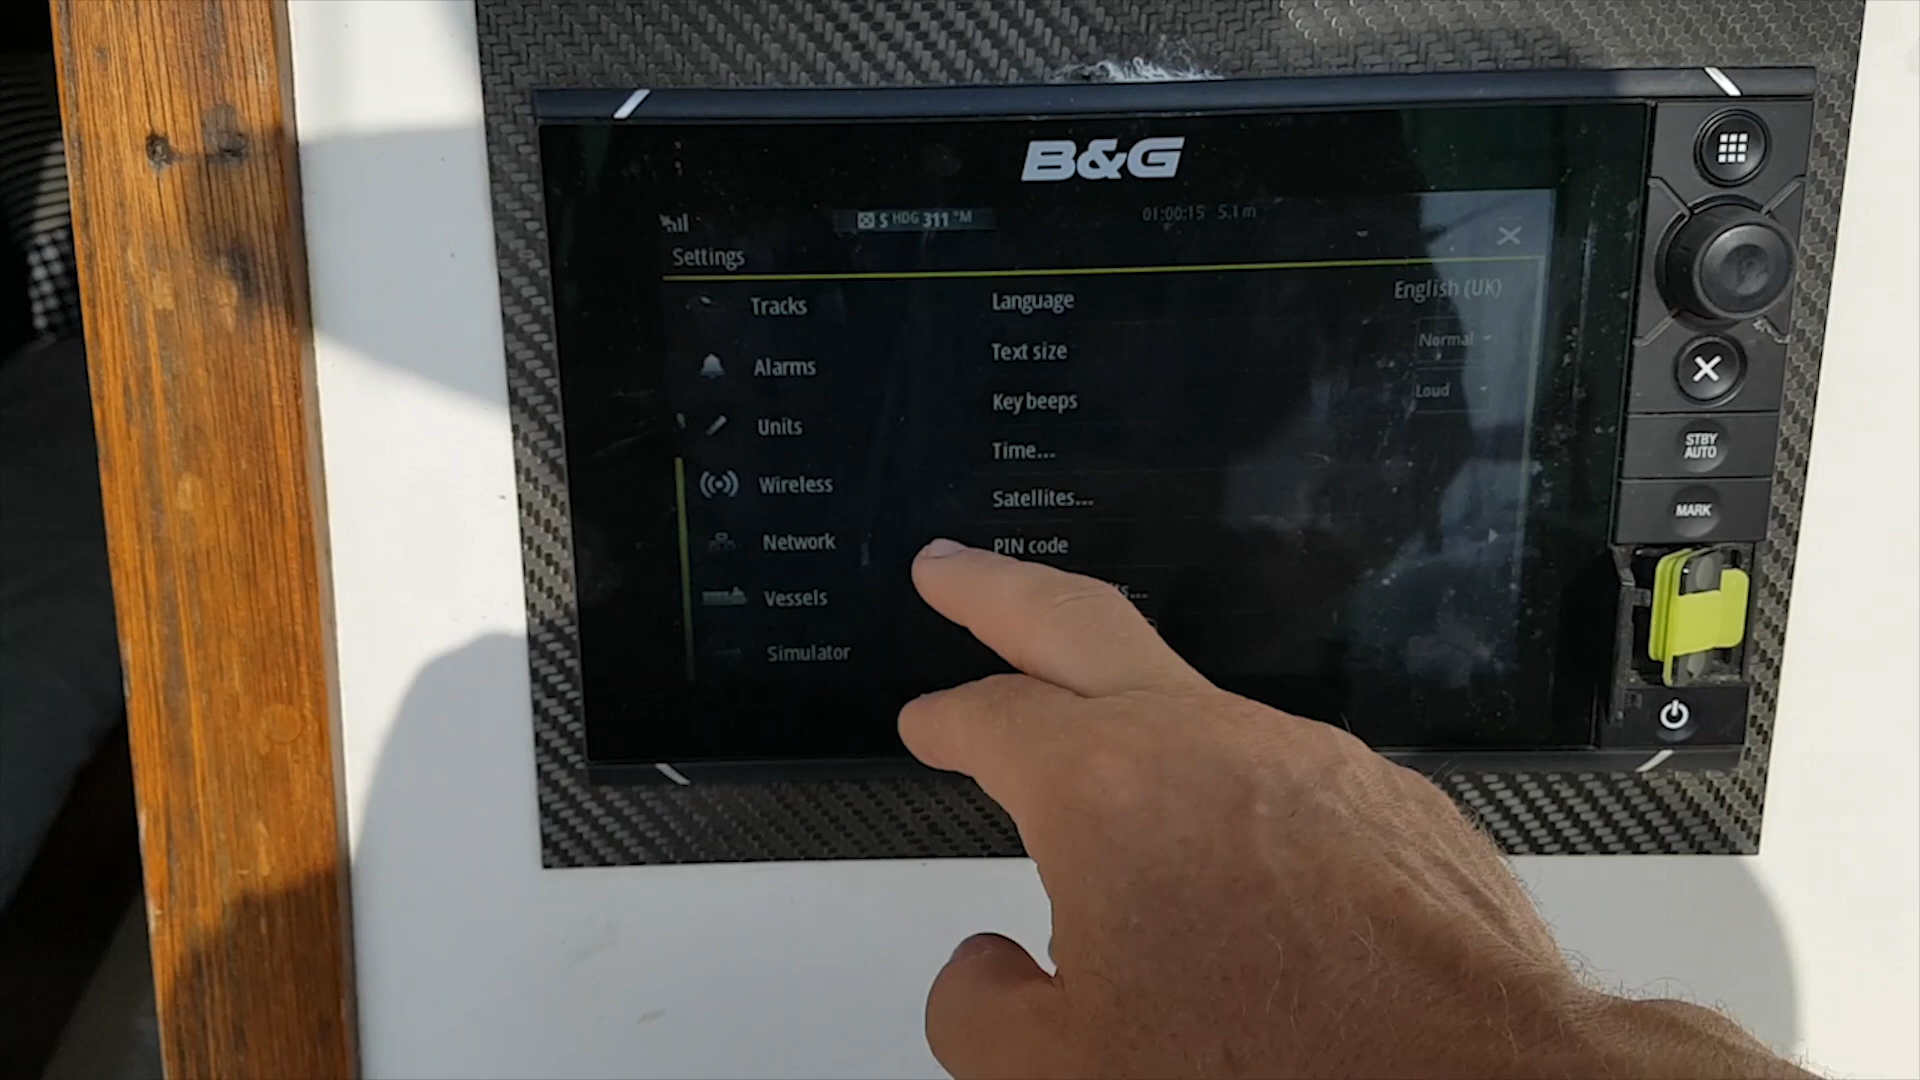 B&G
S HDG 311 °M
01:00:15 5.1 m
Settings
Tracks
Alarms
Units
Wireless
Network
Vessels
Simulator
Language English (UK)
Text size Normal
Key beeps Loud
Time...
Satellites...
PIN code
STBY
AUTO
MARK